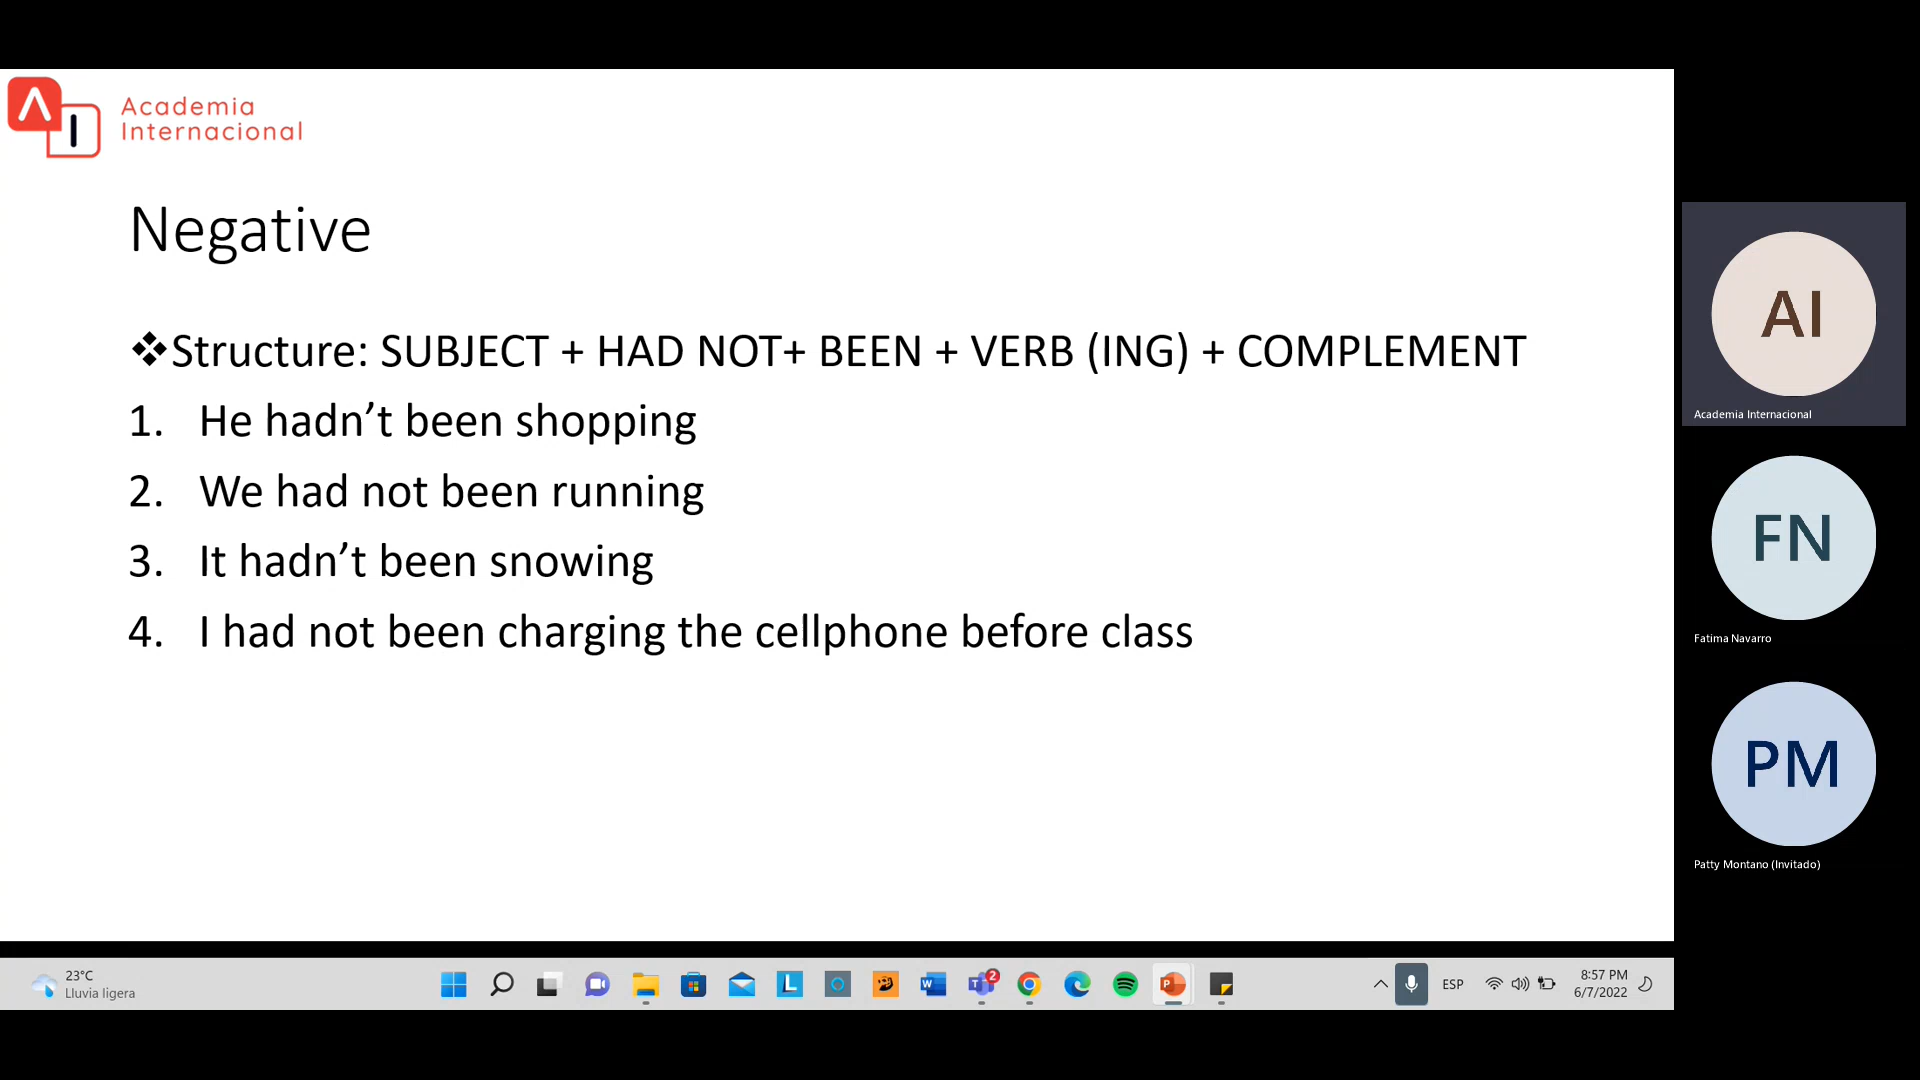 Academia
Internacional
Negative
❖Structure: SUBJECT + HAD NOT+ BEEN + VERB (ING) + COMPLEMENT
1. He hadn’t been shopping
2. We had not been running
3. It hadn’t been snowing
4. I had not been charging the cellphone before class
AI
Academia Internacional
FN
Fatima Navarro
PM
Patty Montano (Invitado)
23°C
Lluvia ligera
2
ESP
8:57 PM
6/7/2022